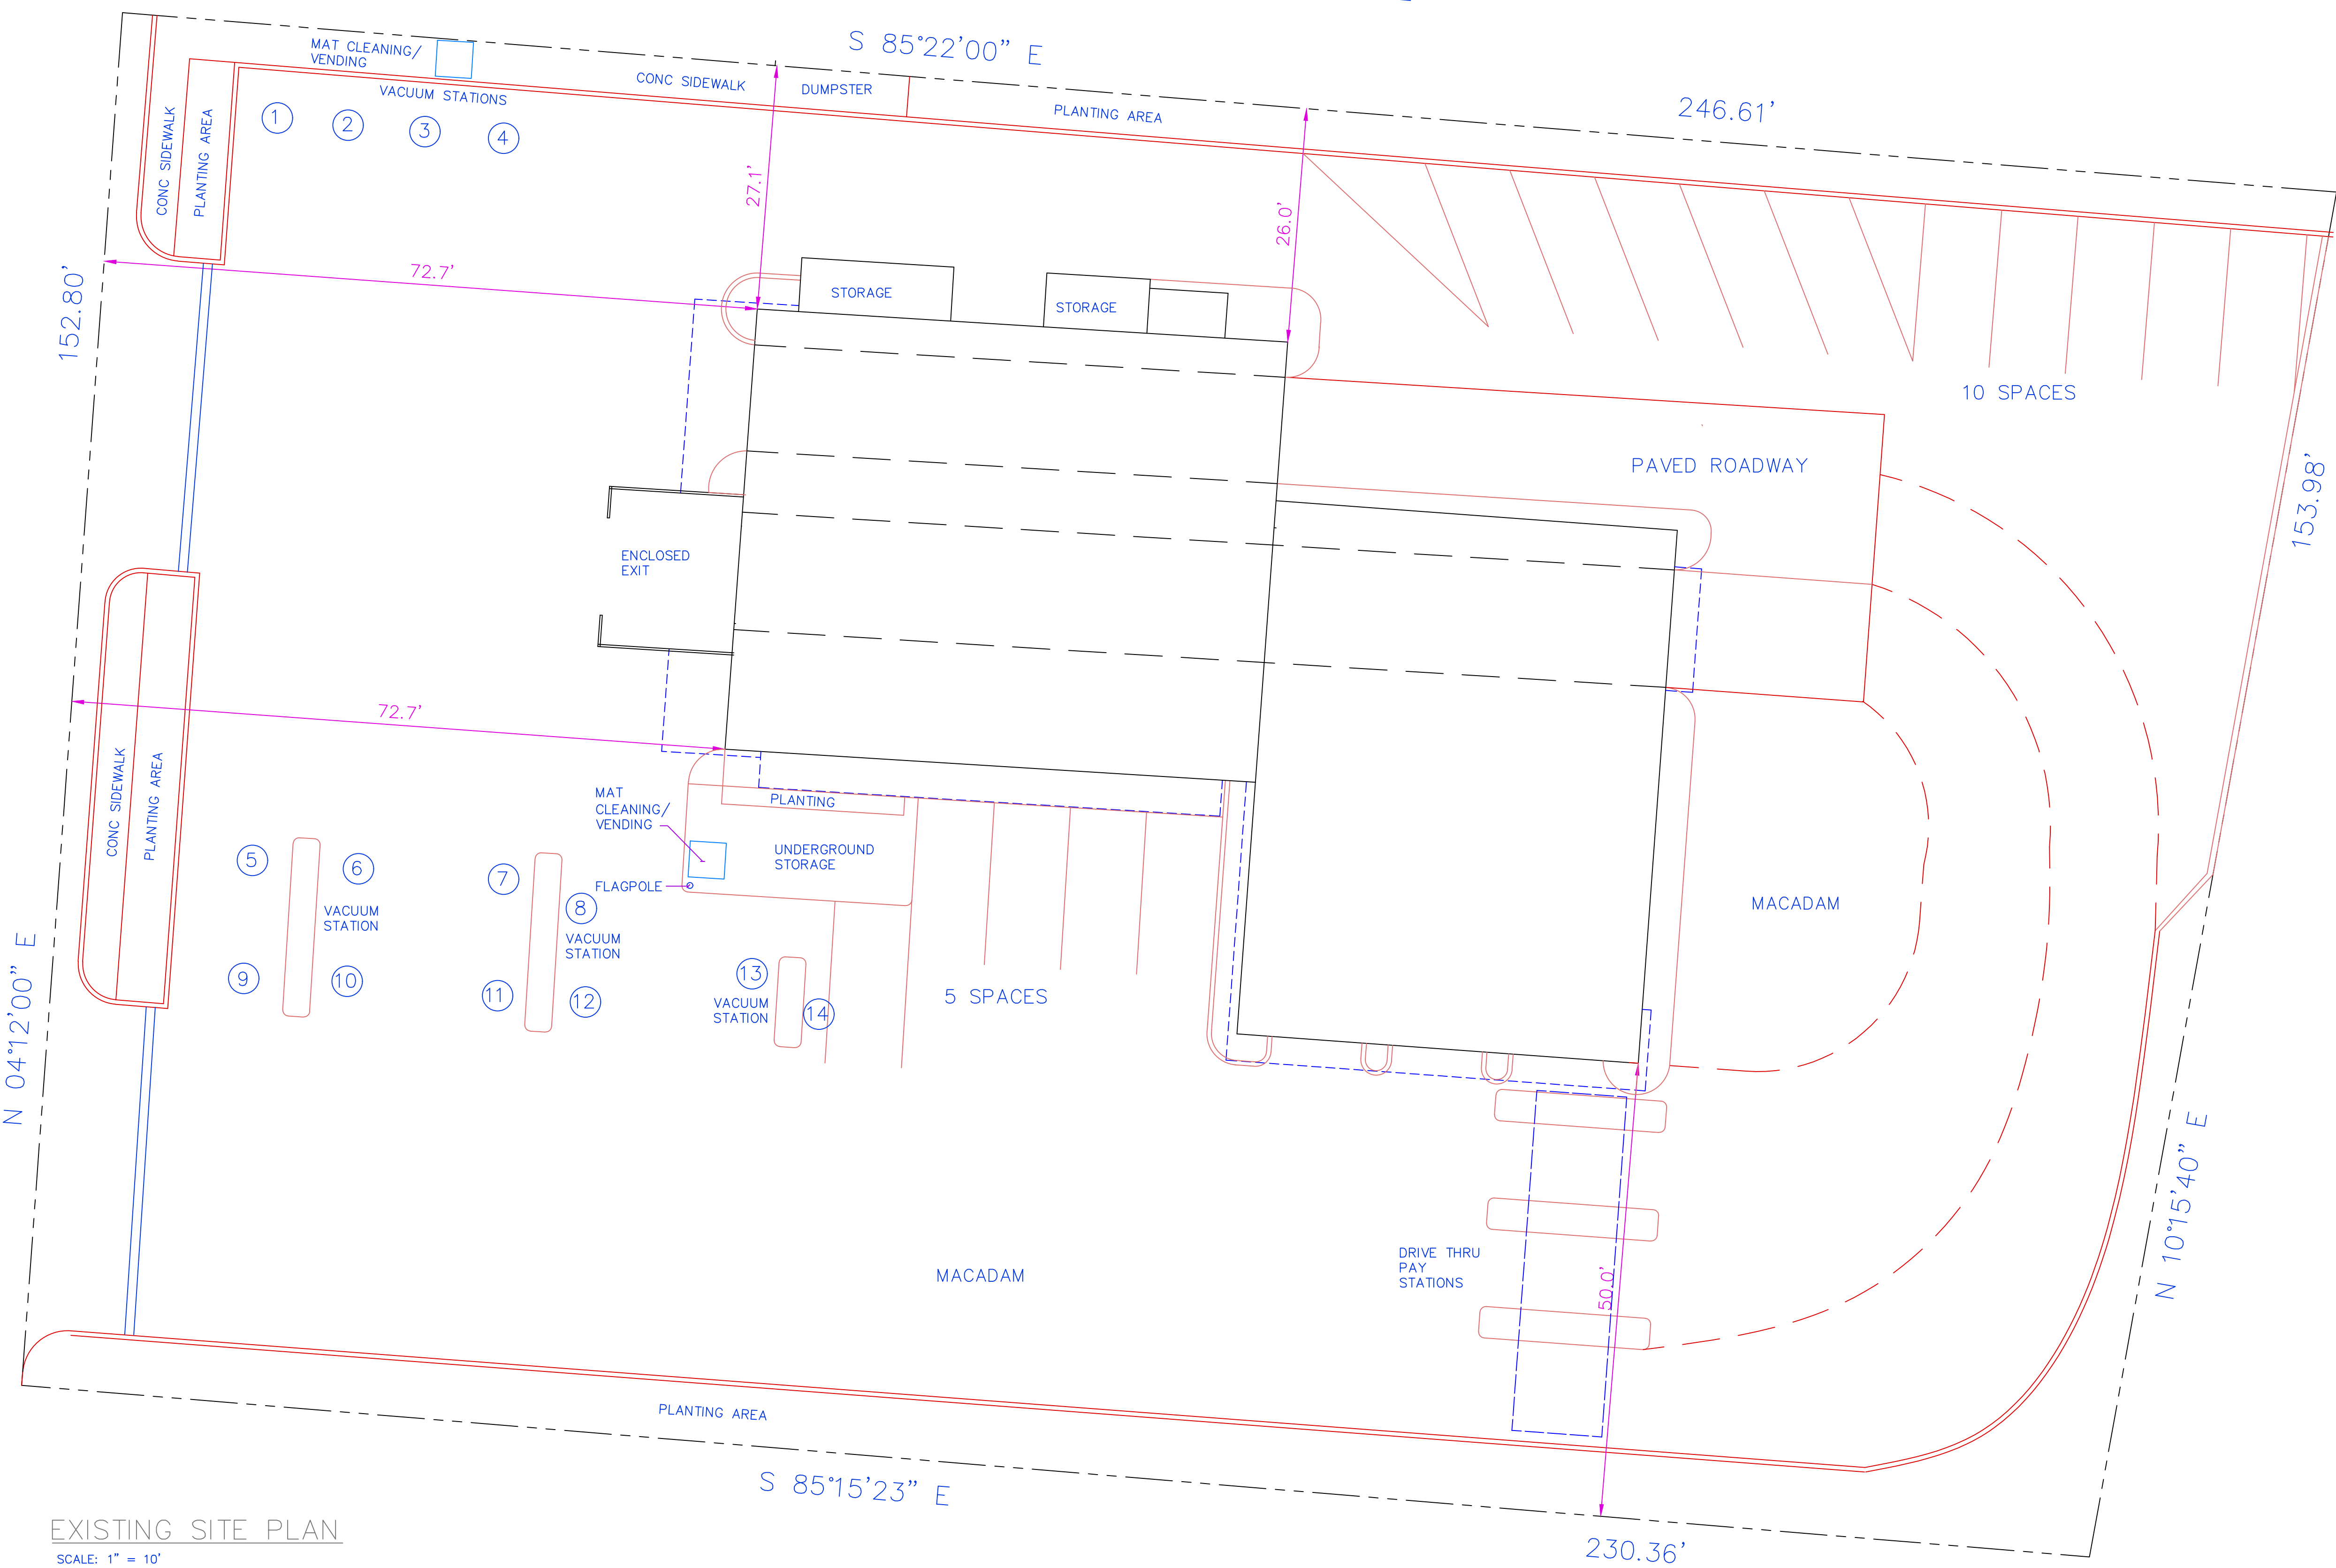 S 85°22'00" E
246.61'
MAT CLEANING/
VENDING
CONC SIDEWALK
DUMPSTER
PLANTING AREA
VACUUM STATIONS
1
2
3
4
CONC SIDEWALK
PLANTING AREA
27.1'
26.0'
72.7'
152.80'
STORAGE
STORAGE
10 SPACES
PAVED ROADWAY
153.98'
ENCLOSED
EXIT
72.7'
CONC SIDEWALK
PLANTING AREA
MAT
CLEANING/
VENDING
PLANTING
UNDERGROUND
STORAGE
FLAGPOLE
5
6
VACUUM
STATION
7
8
VACUUM
STATION
9
10
11
12
13
VACUUM
STATION
14
5 SPACES
MACADAM
N 04°12'00" E
N 10°15'40" E
DRIVE THRU
PAY
STATIONS
50.0'
MACADAM
PLANTING AREA
S 85°15'23" E
230.36'
EXISTING SITE PLAN
SCALE: 1" = 10'